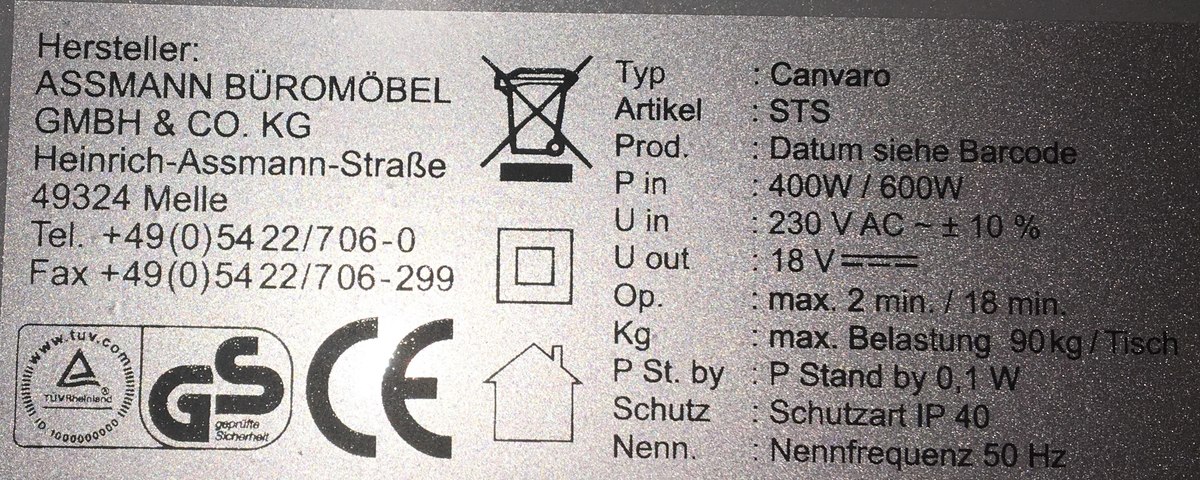 Hersteller:
ASSMANN BÜROMÖBEL
GMBH & CO. KG
Heinrich-Assmann-Straße
49324 Melle
Tel. +49(0)5422/706-0
Fax +49(0)5422/706-299
www.tuv.com
TÜVRheinland
®
ID 1000000000
GS
geprüfte
Sicherheit
CE
Typ : Canvaro
Artikel : STS
Prod. : Datum siehe Barcode
P in : 400W / 600W
U in : 230 V AC ~ ± 10 %
U out : 18 V
Op. : max. 2 min. / 18 min.
Kg : max. Belastung 90kg / Tisch
P St. by : P Stand by 0,1 W
Schutz : Schutzart IP 40
Nenn. : Nennfrequenz 50 Hz